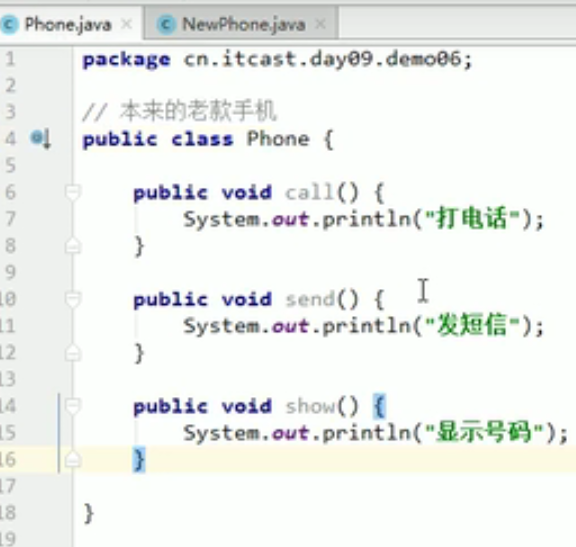 Phone.java
NewPhone.java
1 package cn.itcast.day09.demo06;
2
3 // 本来的老款手机
4 public class Phone {
5
6 public void call() {
7 System.out.println("打电话");
8 }
9
10 public void send() {
11 System.out.println("发短信");
12 }
13
14 public void show() {
15 System.out.println("显示号码");
16 }
17
18 }
19